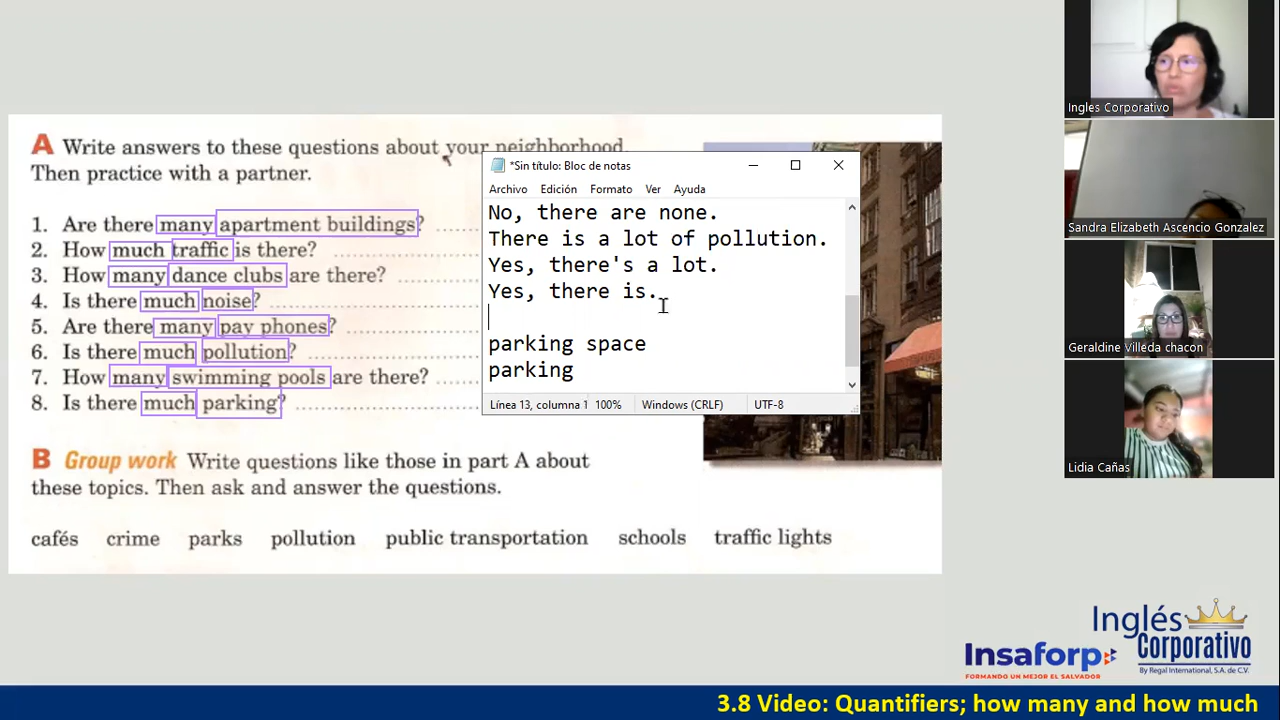 A Write answers to these questions about your neighborhood.
Then practice with a partner.
1. Are there many apartment buildings? ......
2. How much traffic is there? ......
3. How many dance clubs are there? ......
4. Is there much noise? ......
5. Are there many pay phones? ......
6. Is there much pollution? ......
7. How many swimming pools are there? ......
8. Is there much parking? ......
B Group work Write questions like those in part A about
these topics. Then ask and answer the questions.
cafés crime parks pollution public transportation schools traffic lights
*Sin título: Bloc de notas
Archivo Edición Formato Ver Ayuda
No, there are none.
There is a lot of pollution.
Yes, there's a lot.
Yes, there is.
parking space
parking
Línea 13, columna 1 100% Windows (CRLF) UTF-8
Ingles Corporativo
Sandra Elizabeth Ascencio Gonzalez
Geraldine Villeda chacon
Lidia Cañas
Insaforp
FORMANDO UN MEJOR EL SALVADOR
Inglés
Corporativo
By Regal International, S.A. de C.V.
3.8 Video: Quantifiers; how many and how much